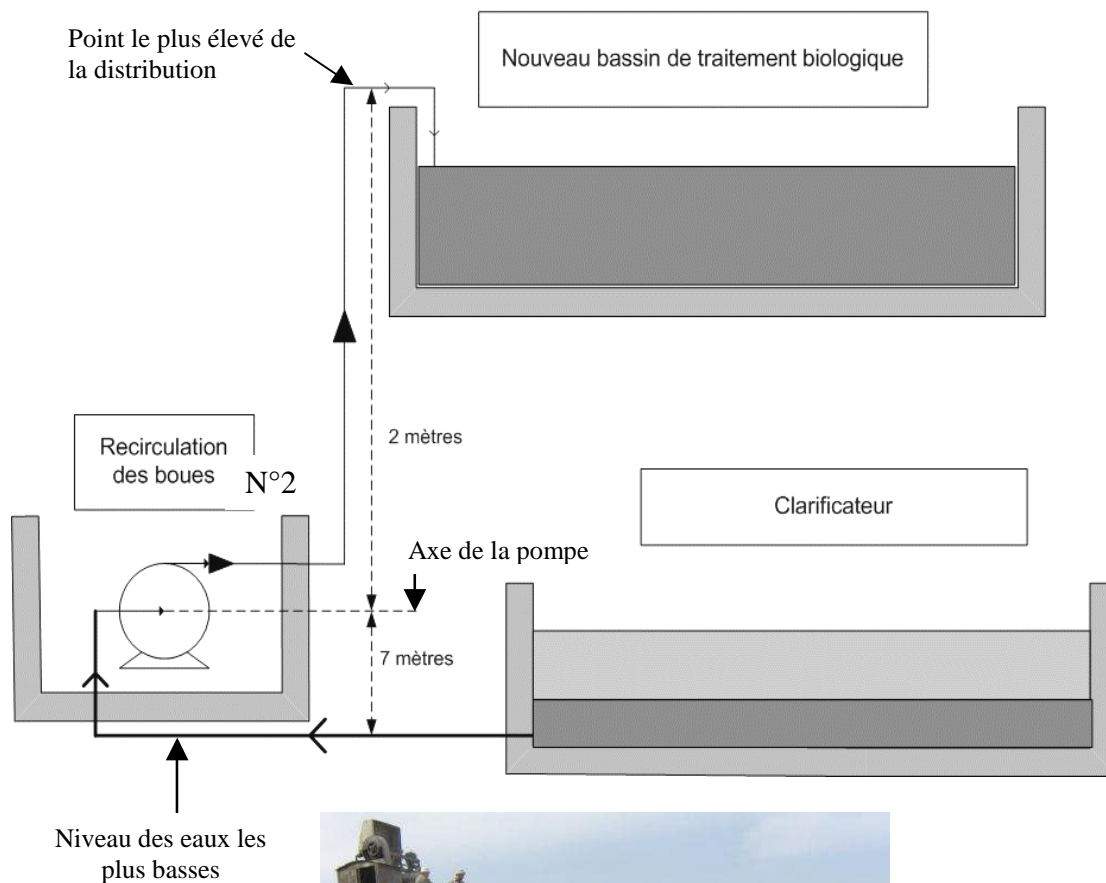 Point le plus élevé de
la distribution
Nouveau bassin de traitement biologique
2 mètres
Recirculation
des boues
N°2
Clarificateur
Axe de la pompe
7 mètres
Niveau des eaux les
plus basses